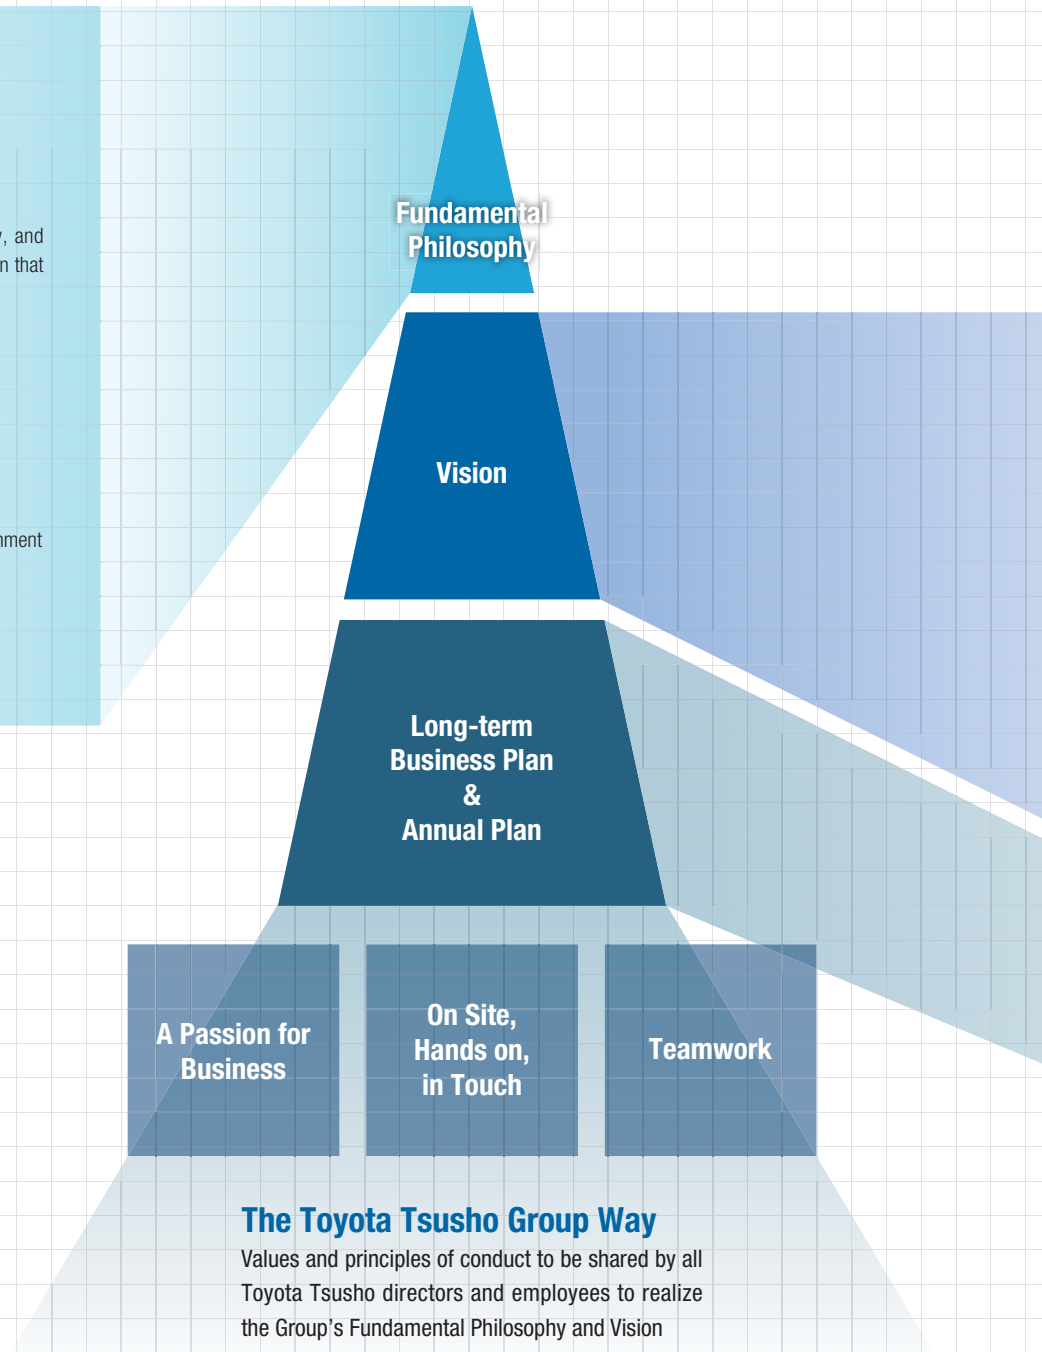 and
that
Fundamental
Philosophy
Vision
Long-term
Business Plan
&
Annual Plan
A Passion for
Business
On Site,
Hands on,
in Touch
Teamwork
The Toyota Tsusho Group Way
Values and principles of conduct to be shared by all
Toyota Tsusho directors and employees to realize
the Group's Fundamental Philosophy and Vision